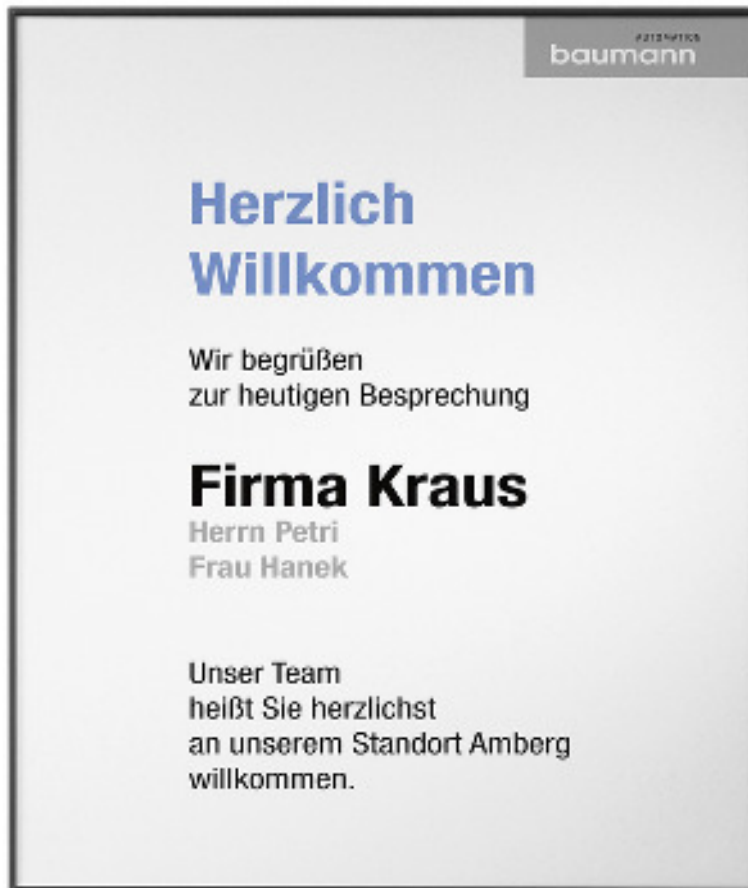 baumann
Herzlich
Willkommen
Wir begrüßen
zur heutigen Besprechung
Firma Kraus
Herrn Petri
Frau Hanek
Unser Team
heißt Sie herzlichst
an unserem Standort Amberg
willkommen.